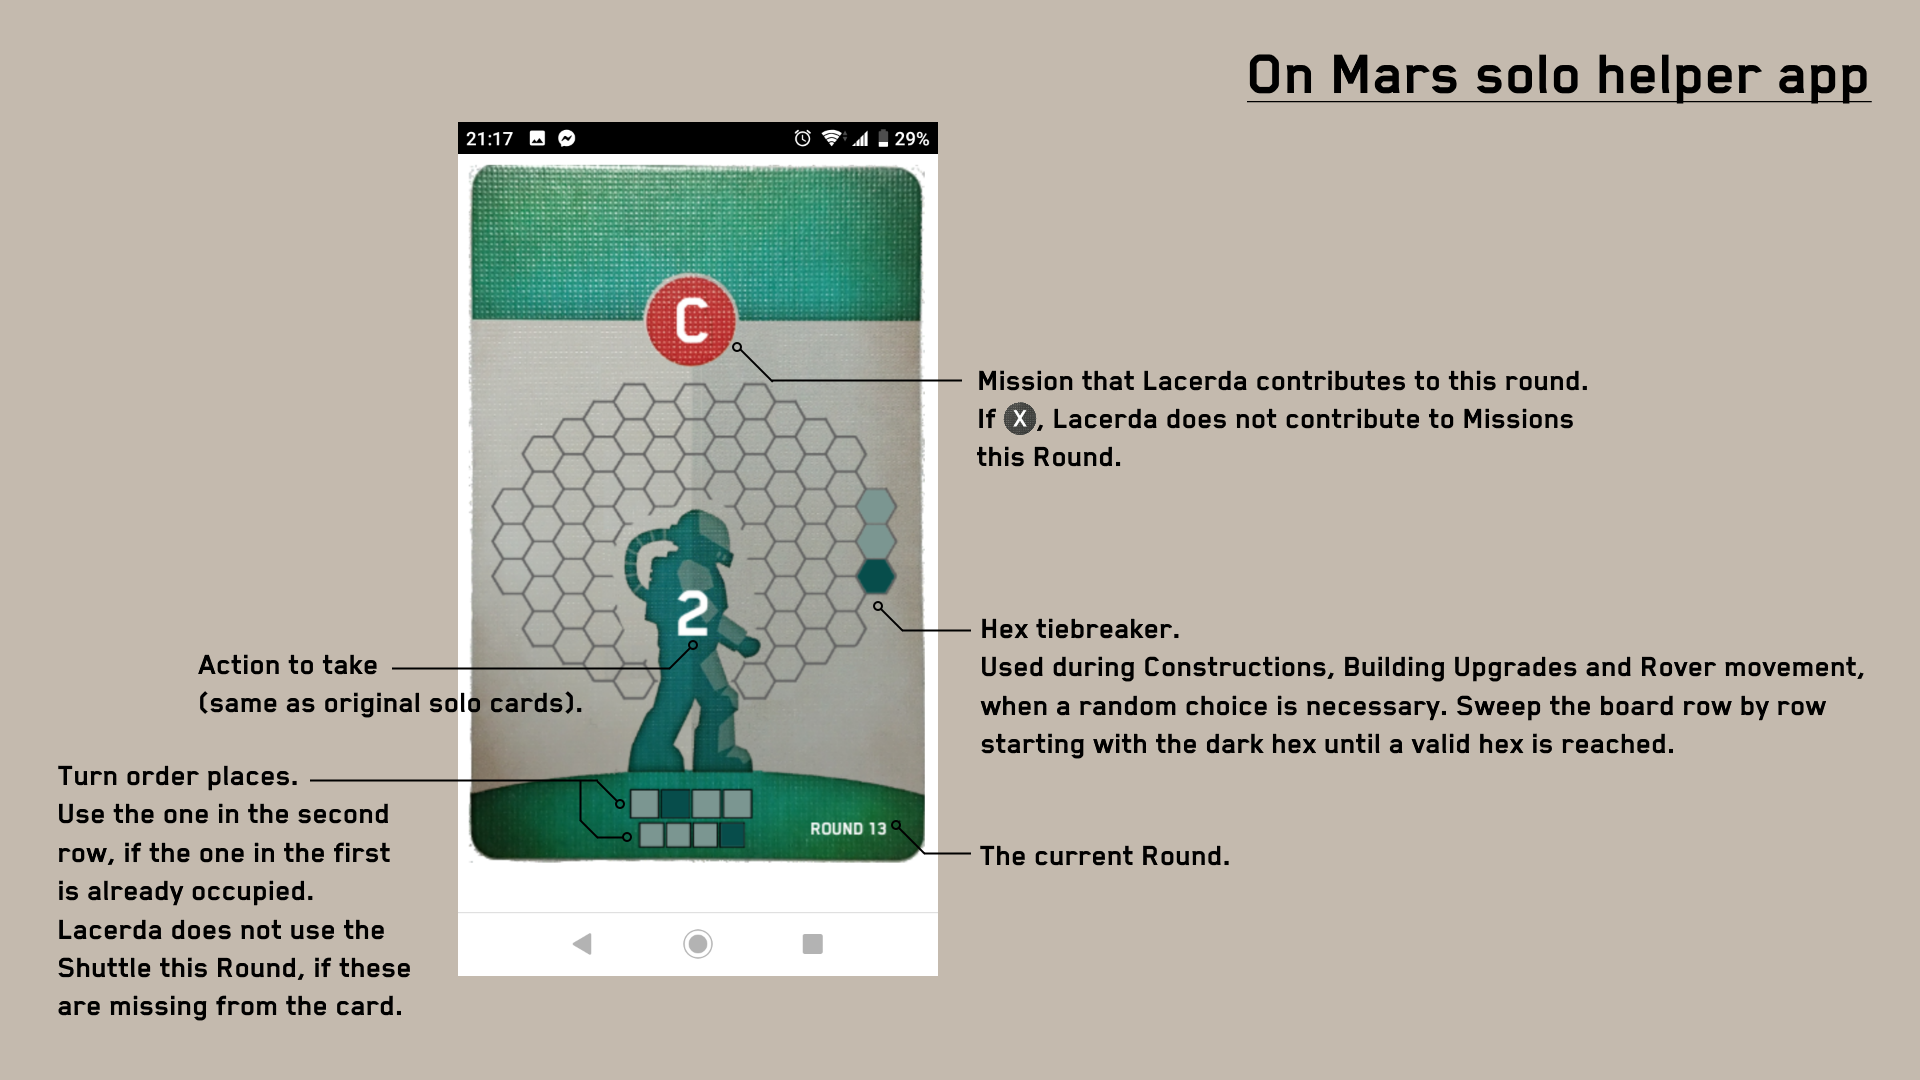 On Mars solo helper app
21:17
29%
C
Mission that Lacerda contributes to this round.
If X, Lacerda does not contribute to Missions
this Round.
2
Hex tiebreaker.
Used during Constructions, Building Upgrades and Rover movement,
when a random choice is necessary. Sweep the board row by row
starting with the dark hex until a valid hex is reached.
Action to take
(same as original solo cards).
Turn order places.
Use the one in the second
row, if the one in the first
is already occupied.
Lacerda does not use the
Shuttle this Round, if these
are missing from the card.
ROUND 13
The current Round.